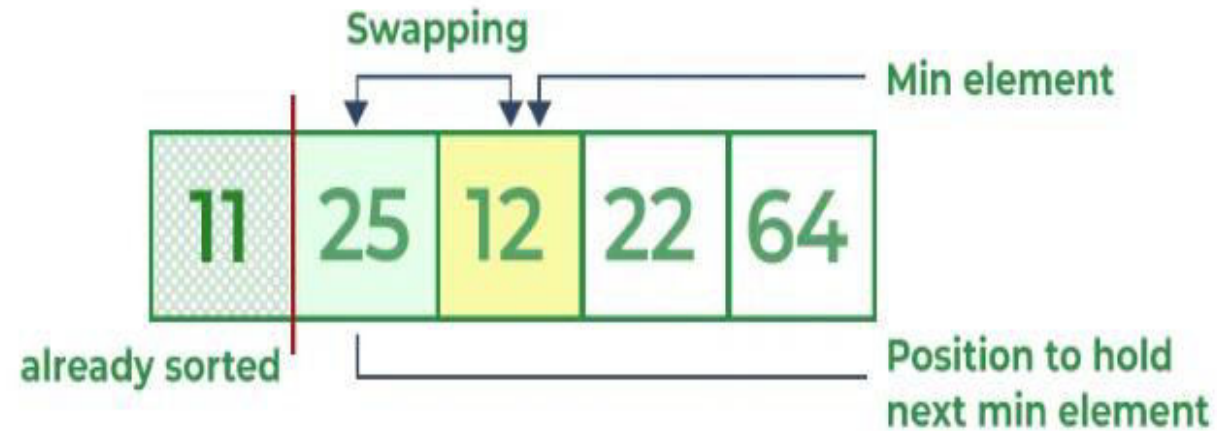 Swapping
Min element
11 25 12 22 64
already sorted
Position to hold
next min element